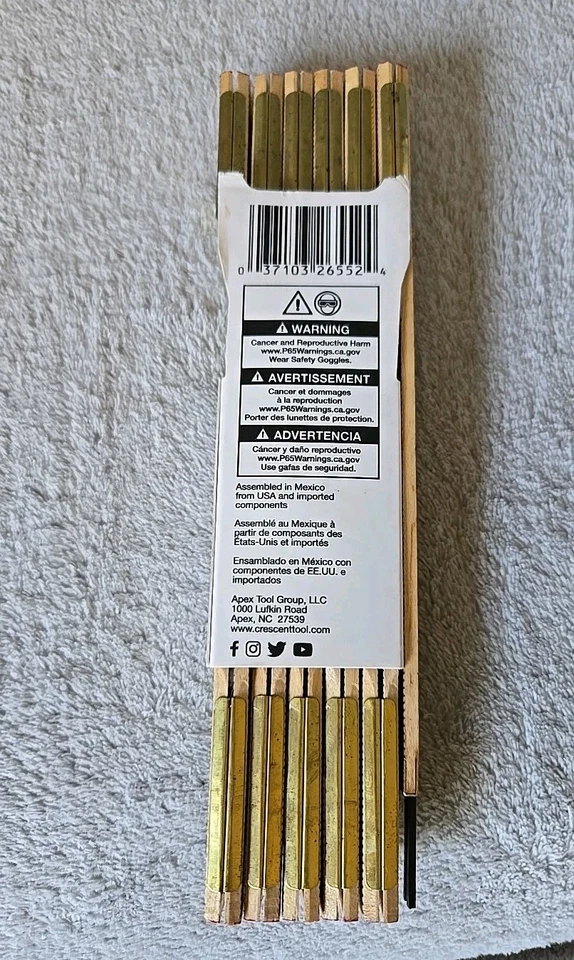 0 37103 26552 4
WARNING
Cancer and Reproductive Harm
www.P65Warnings.ca.gov
Wear Safety Goggles.
AVERTISSEMENT
Cancer et dommages
à la reproduction
www.P65Warnings.ca.gov
Porter des lunettes de protection.
ADVERTENCIA
Cáncer y daño reproductivo
www.P65Warnings.ca.gov
Use gafas de seguridad.
Assembled in Mexico
from USA and imported
components
Assemblé au Mexique à
partir de composants des
États-Unis et importés
Ensamblado en México con
componentes de EE.UU. e
importados
Apex Tool Group, LLC
1000 Lufkin Road
Apex, NC 27539
www.crescenttool.com